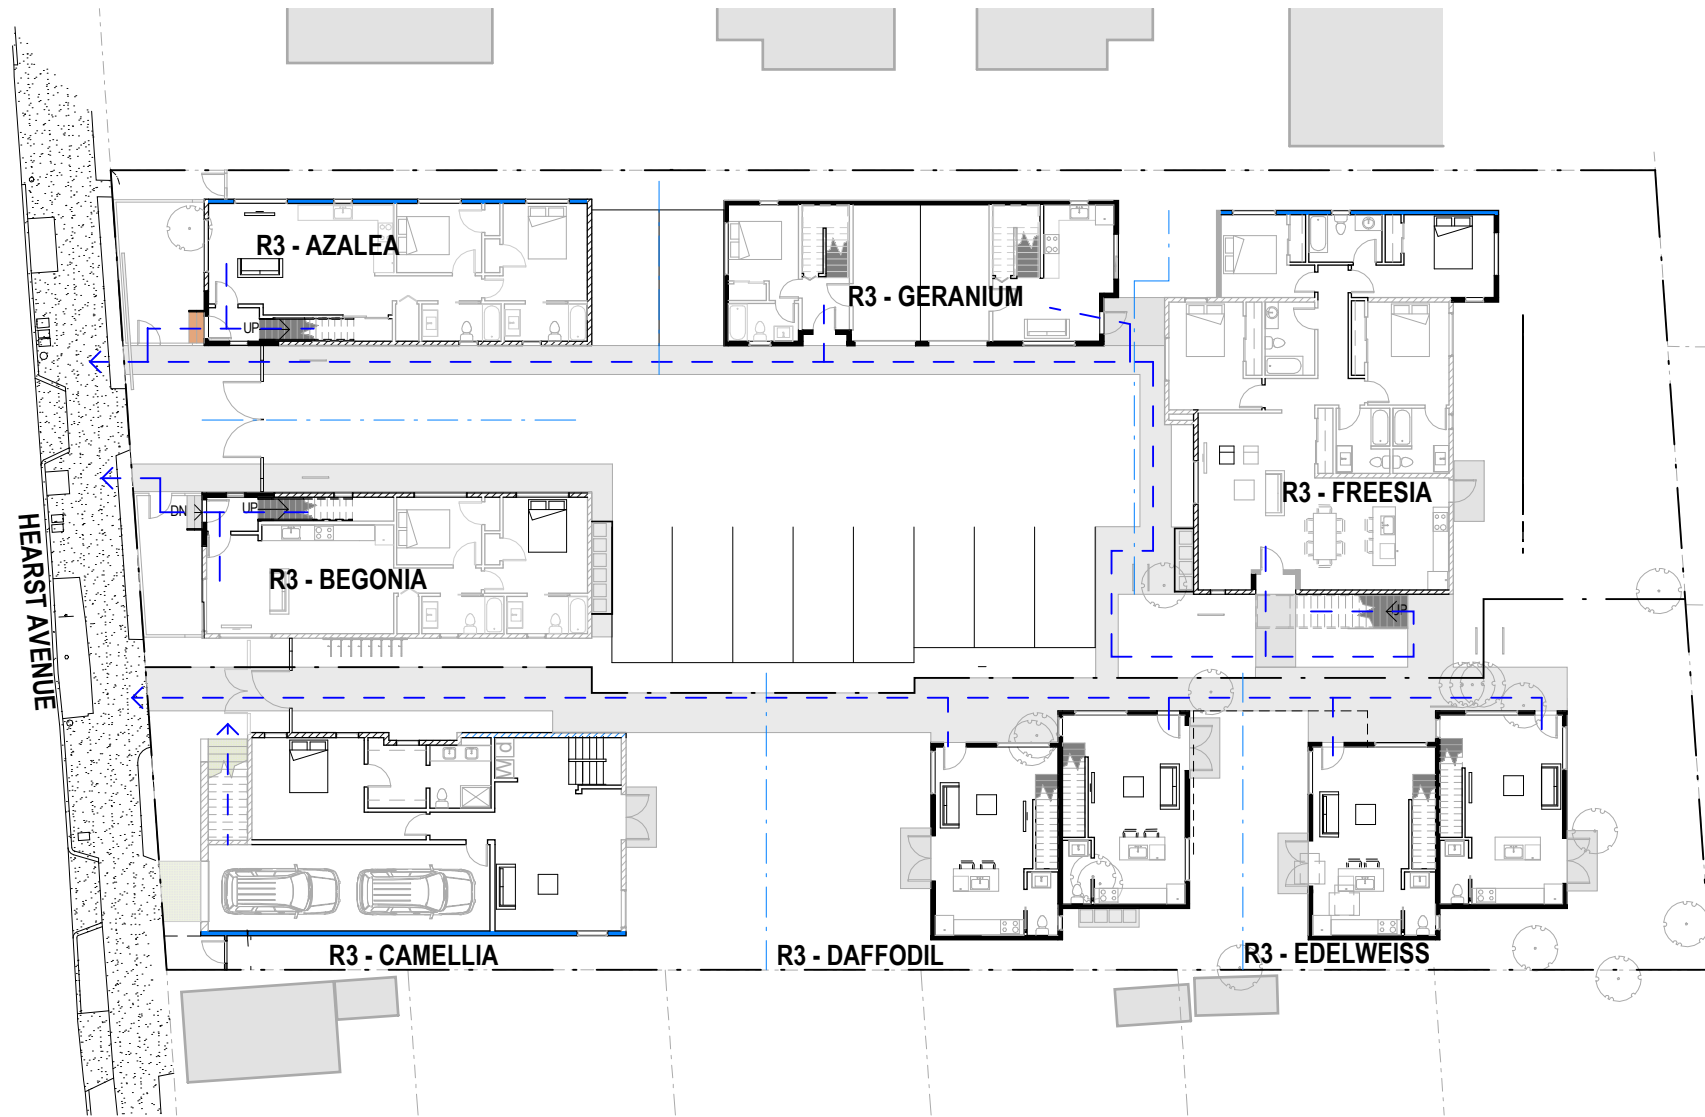 R3 - AZALEA
UP
R3 - GERANIUM
R3 - FREESIA
DN
UP
R3 - BEGONIA
UP
HEARST AVENUE
R3 - CAMELLIA
R3 - DAFFODIL
R3 - EDELWEISS